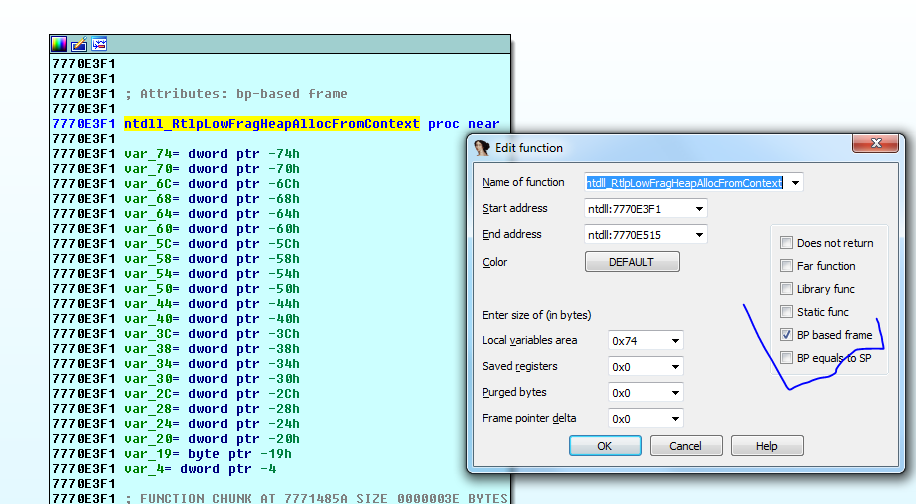 7770E3F1
7770E3F1
7770E3F1 ; Attributes: bp-based frame
7770E3F1
7770E3F1 ntdll_RtlpLowFragHeapAllocFromContext proc near
7770E3F1
7770E3F1 var_74= dword ptr -74h
7770E3F1 var_70= dword ptr -70h
7770E3F1 var_6C= dword ptr -6Ch
7770E3F1 var_68= dword ptr -68h
7770E3F1 var_64= dword ptr -64h
7770E3F1 var_60= dword ptr -60h
7770E3F1 var_5C= dword ptr -5Ch
7770E3F1 var_58= dword ptr -58h
7770E3F1 var_54= dword ptr -54h
7770E3F1 var_50= dword ptr -50h
7770E3F1 var_44= dword ptr -44h
7770E3F1 var_40= dword ptr -40h
7770E3F1 var_3C= dword ptr -3Ch
7770E3F1 var_38= dword ptr -38h
7770E3F1 var_34= dword ptr -34h
7770E3F1 var_30= dword ptr -30h
7770E3F1 var_2C= dword ptr -2Ch
7770E3F1 var_28= dword ptr -28h
7770E3F1 var_24= dword ptr -24h
7770E3F1 var_20= dword ptr -20h
7770E3F1 var_19= byte ptr -19h
7770E3F1 var_4= dword ptr -4
7770E3F1
7770E3F1 ; FUNCTION CHUNK AT 7771485A SIZE 0000003E BYTES
Edit function
Name of function ntdll_RtlpLowFragHeapAllocFromContext
Start address ntdll:7770E3F1
End address ntdll:7770E515
Color DEFAULT
Does not return
Far function
Library func
Static func
BP based frame
BP equals to SP
Enter size of (in bytes)
Local variables area 0x74
Saved registers 0x0
Purged bytes 0x0
Frame pointer delta 0x0
OK Cancel Help